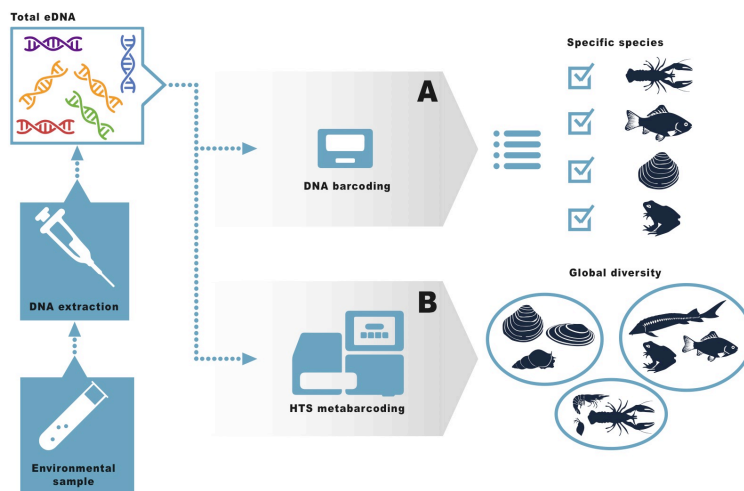 Total eDNA
DNA extraction
Environmental
sample
A
DNA barcoding
Specific species
B
HTS metabarcoding
Global diversity